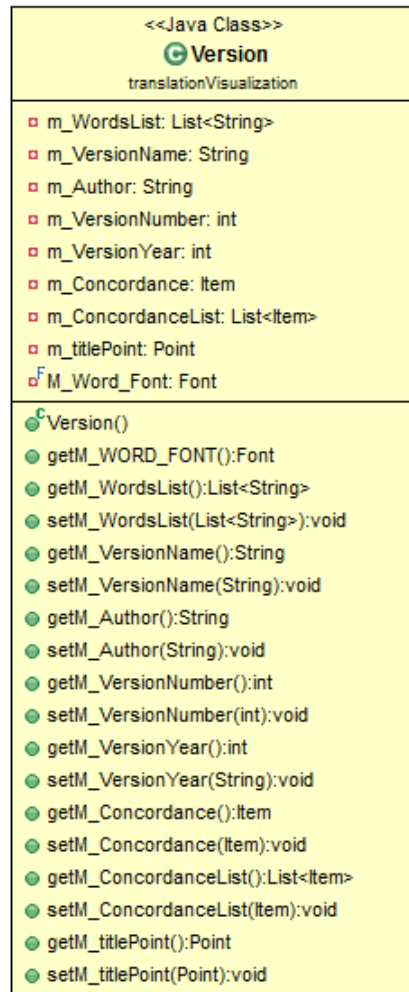 <<Java Class>>
C Version
translationVisualization
m_WordsList: List<String>
m_VersionName: String
m_Author: String
m_VersionNumber: int
m_VersionYear: int
m_Concordance: Item
m_ConcordanceList: List<Item>
m_titlePoint: Point
F M_Word_Font: Font
C Version()
getM_WORD_FONT():Font
getM_WordsList():List<String>
setM_WordsList(List<String>):void
getM_VersionName():String
setM_VersionName(String):void
getM_Author():String
setM_Author(String):void
getM_VersionNumber():int
setM_VersionNumber(int):void
getM_VersionYear():int
setM_VersionYear(String):void
getM_Concordance():Item
setM_Concordance(Item):void
getM_ConcordanceList():List<Item>
setM_ConcordanceList(Item):void
getM_titlePoint():Point
setM_titlePoint(Point):void